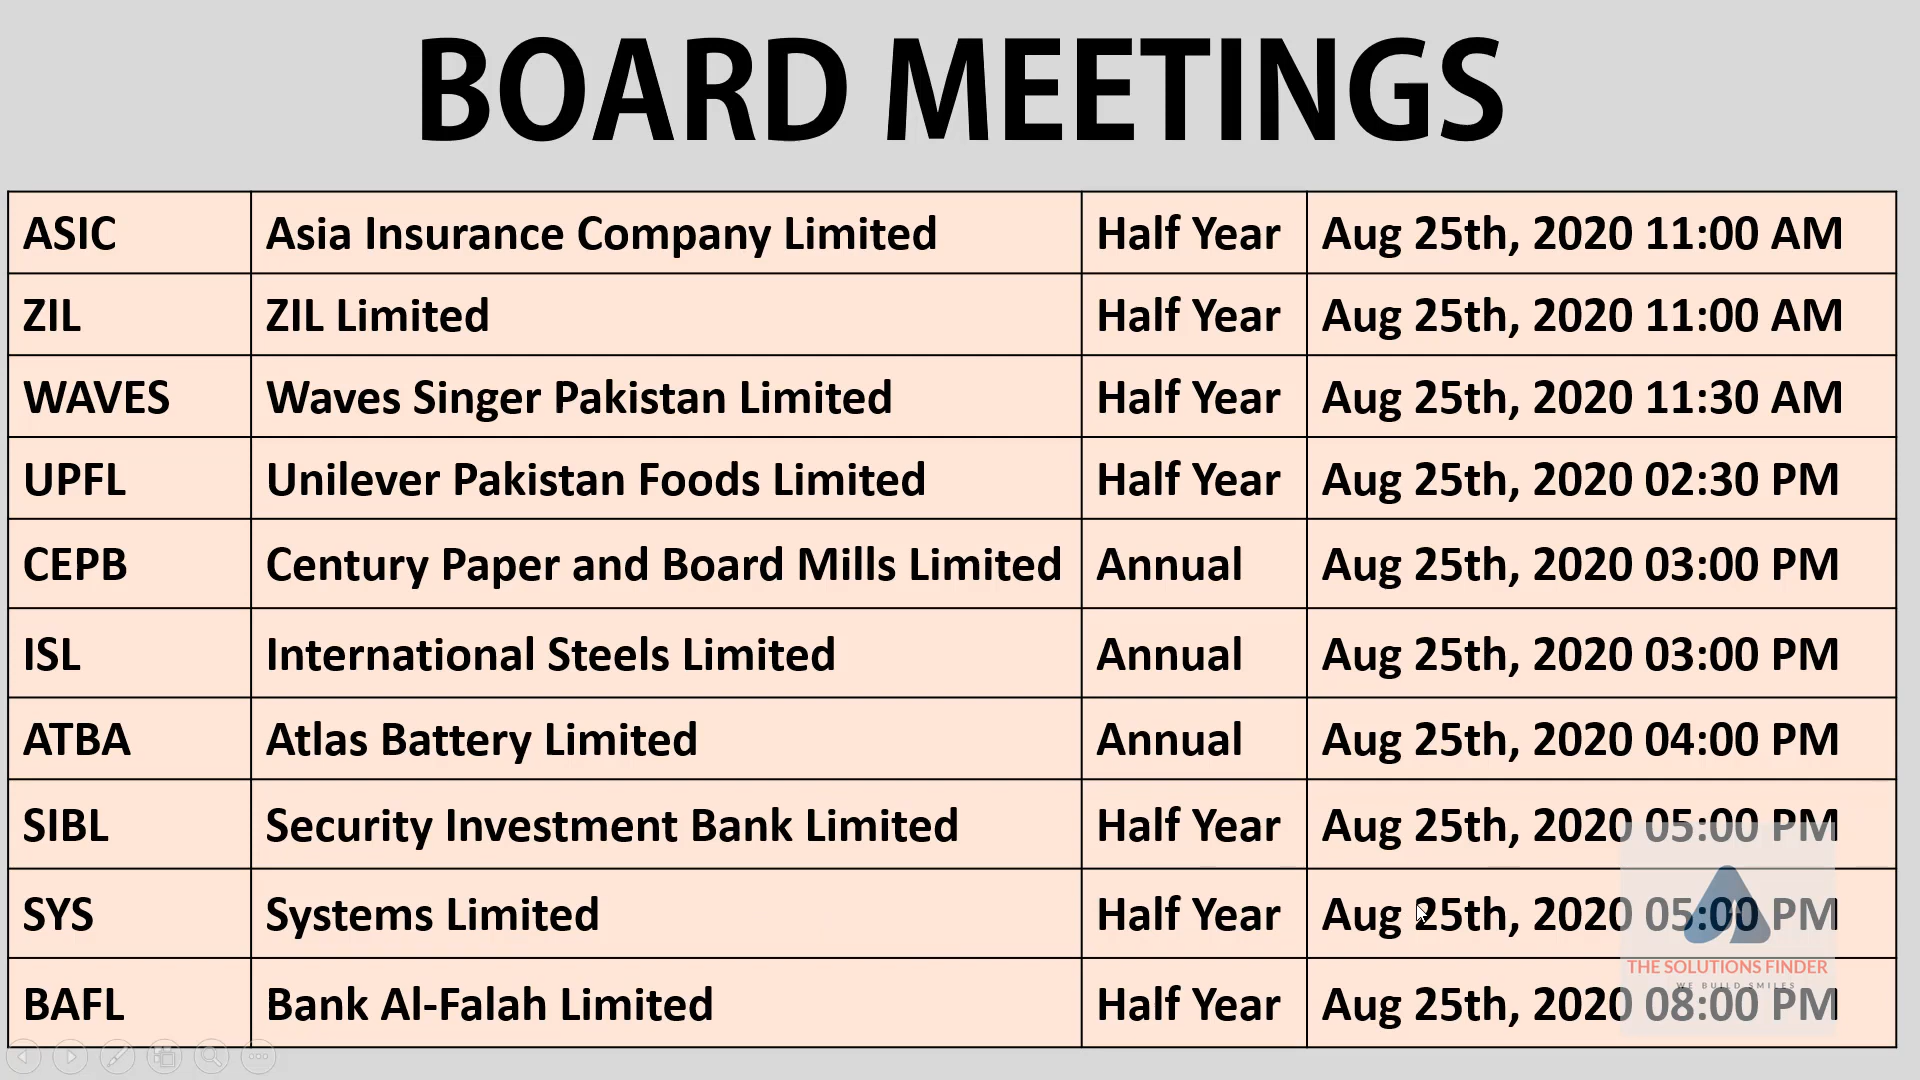 BOARD MEETINGS
ASIC Asia Insurance Company Limited Half Year Aug 25th, 2020 11:00 AM
ZIL ZIL Limited Half Year Aug 25th, 2020 11:00 AM
WAVES Waves Singer Pakistan Limited Half Year Aug 25th, 2020 11:30 AM
UPFL Unilever Pakistan Foods Limited Half Year Aug 25th, 2020 02:30 PM
CEPB Century Paper and Board Mills Limited Annual Aug 25th, 2020 03:00 PM
ISL International Steels Limited Annual Aug 25th, 2020 03:00 PM
ATBA Atlas Battery Limited Annual Aug 25th, 2020 04:00 PM
SIBL Security Investment Bank Limited Half Year Aug 25th, 2020 05:00 PM
SYS Systems Limited Half Year Aug 25th, 2020 05:00 PM
THE SOLUTIONS FINDER
WE BUILD SMILES
BAFL Bank Al-Falah Limited Half Year Aug 25th, 2020 08:00 PM